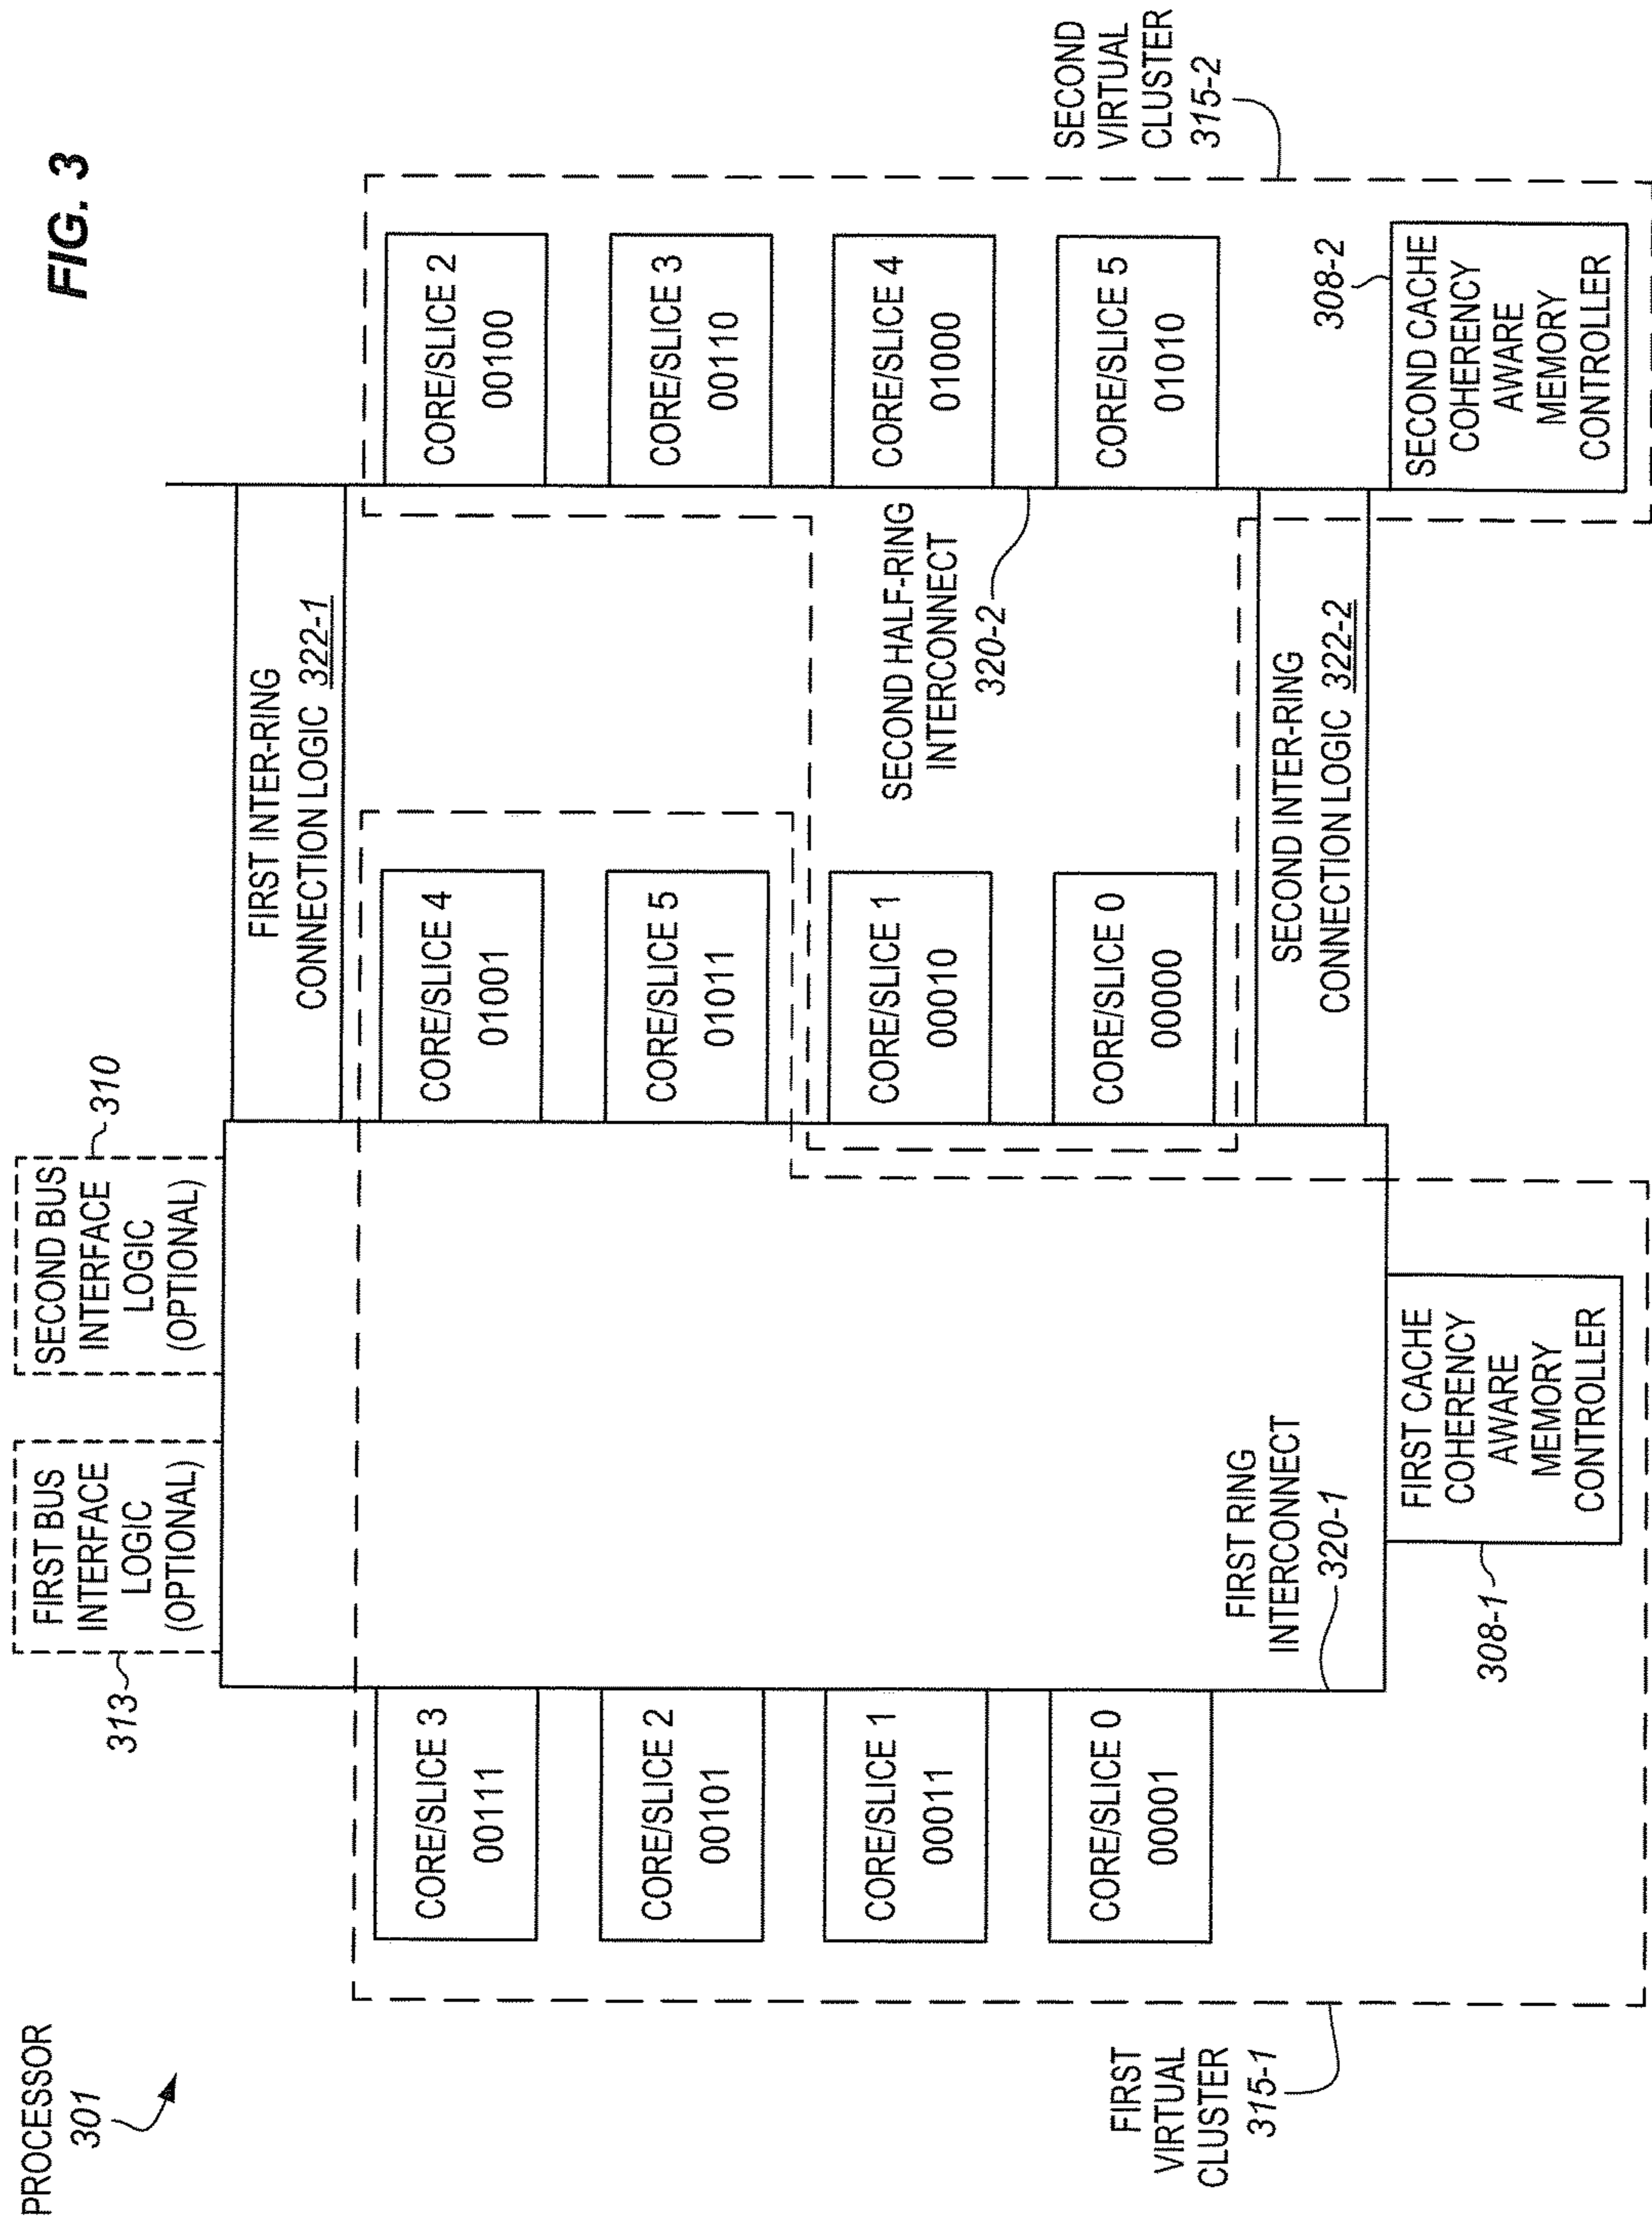 FIG. 3
PROCESSOR
301
313
FIRST BUS
INTERFACE
LOGIC
(OPTIONAL)
SECOND BUS
INTERFACE
LOGIC
(OPTIONAL)
310
FIRST INTER-RING
CONNECTION LOGIC 322-1
CORE/SLICE 3
00111
CORE/SLICE 4
01001
CORE/SLICE 2
00100
CORE/SLICE 2
00101
CORE/SLICE 5
01011
CORE/SLICE 3
00110
CORE/SLICE 1
00011
CORE/SLICE 1
00010
SECOND HALF-RING
INTERCONNECT
320-2
CORE/SLICE 4
01000
CORE/SLICE 0
00001
CORE/SLICE 0
00000
CORE/SLICE 5
01010
SECOND
VIRTUAL
CLUSTER
315-2
FIRST
VIRTUAL
CLUSTER
315-1
FIRST RING
INTERCONNECT
320-1
SECOND INTER-RING
CONNECTION LOGIC 322-2
308-1
FIRST CACHE
COHERENCY
AWARE
MEMORY
CONTROLLER
308-2
SECOND CACHE
COHERENCY
AWARE
MEMORY
CONTROLLER